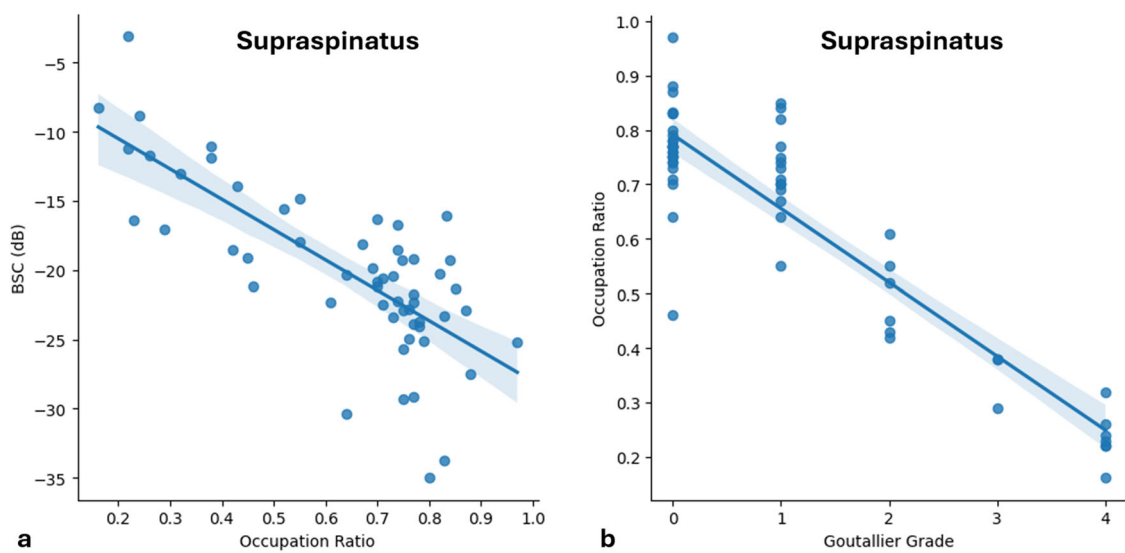 Supraspinatus
BSC (dB)
−5
−10
−15
−20
−25
−30
−35
0.2 0.3 0.4 0.5 0.6 0.7 0.8 0.9 1.0
Occupation Ratio
a
Supraspinatus
Occupation Ratio
1.0
0.9
0.8
0.7
0.6
0.5
0.4
0.3
0.2
0 1 2 3 4
Goutallier Grade
b